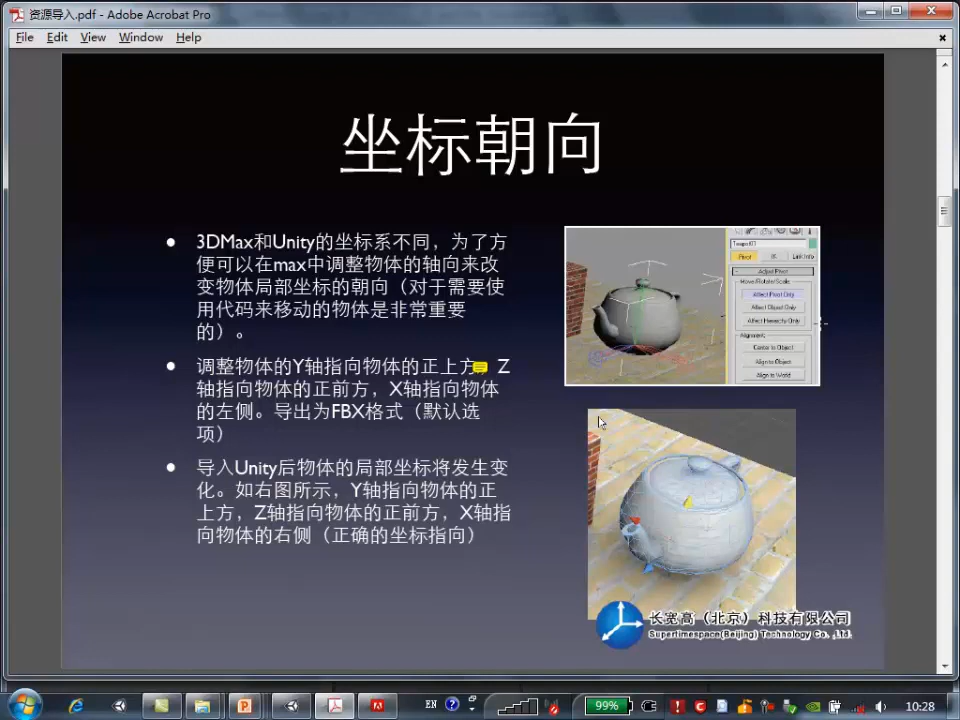 资源导入.pdf - Adobe Acrobat Pro
File Edit View Window Help
坐标朝向
3DMax和Unity的坐标系不同，为了方
便可以在max中调整物体的轴向来改
变物体局部坐标的朝向（对于需要使
用代码来移动的物体是非常重要
的）。
调整物体的Y轴指向物体的正上方，Z
轴指向物体的正前方，X轴指向物体
的左侧。导出为FBX格式（默认选
项）
导入Unity后物体的局部坐标将发生变
化。如右图所示，Y轴指向物体的正
上方，Z轴指向物体的正前方，X轴指
向物体的右侧（正确的坐标指向）
Pivot IK Link Info
Adjust Pivot
Move/Rotate/Scale:
Affect Pivot Only
Affect Object Only
Affect Hierarchy Only
Alignment:
Center to Object
Align to Object
Align to World
长宽高（北京）科技有限公司
Supertimespace(Beijing) Technology Co. ,Ltd.
EN
99%
10:28